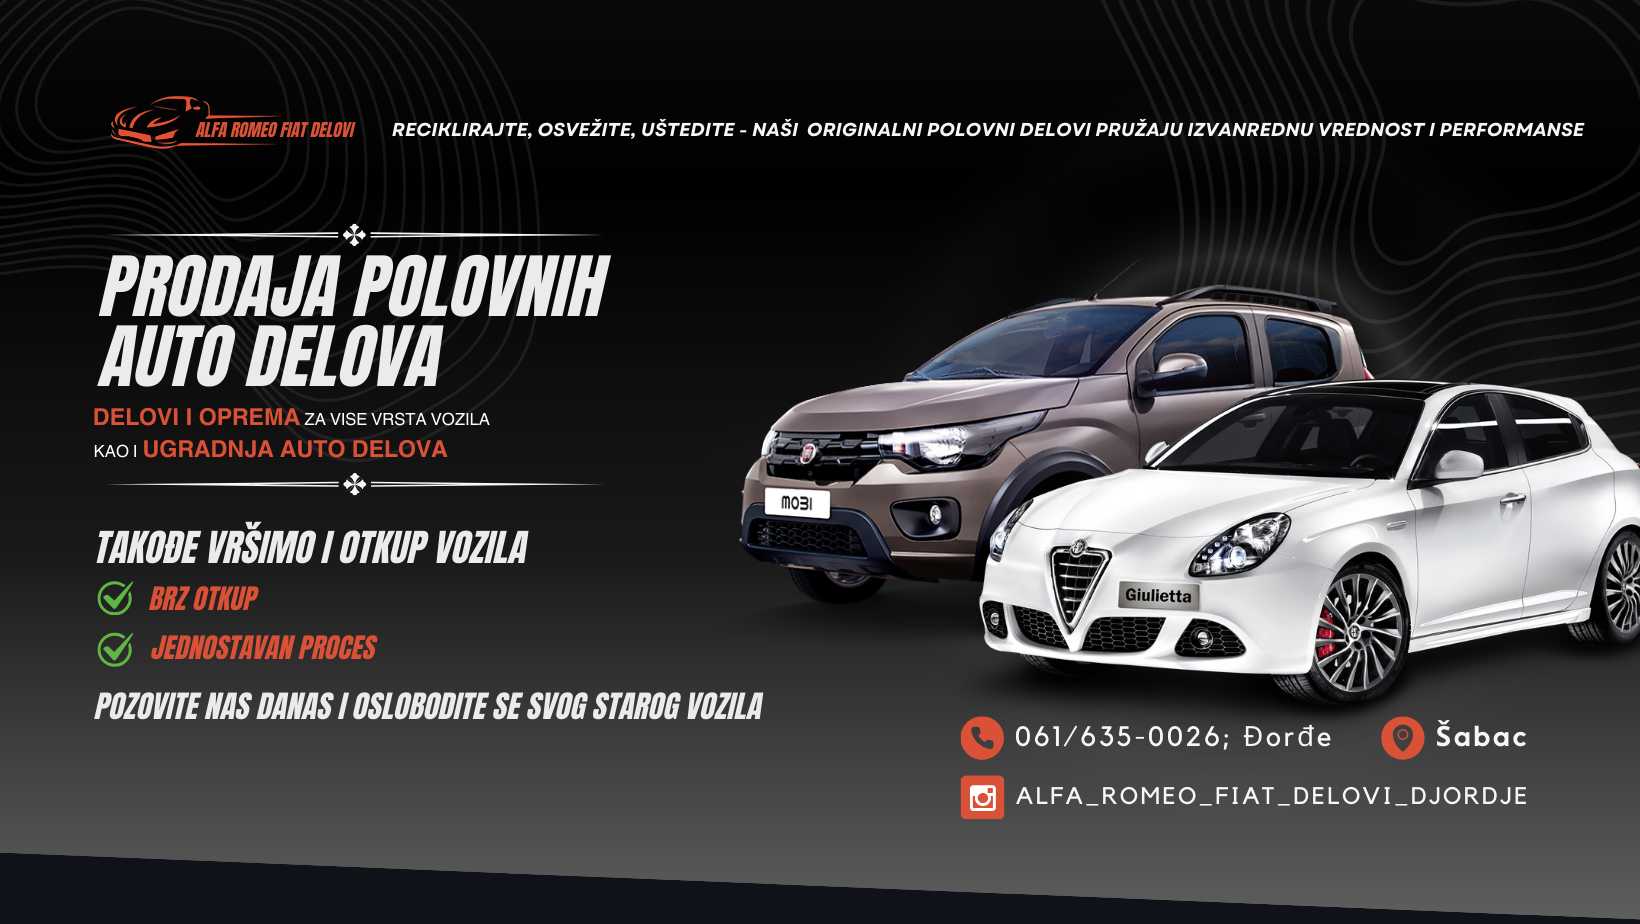 ALFA ROMEO FIAT DELOVI
RECIKLIRAJTE, OSVEŽITE, UŠTEDITE - NAŠI ORIGINALNI POLOVNI DELOVI PRUŽAJU IZVANREDNU VREDNOST I PERFORMANSE
PRODAJA POLOVNIH
AUTO DELOVA
DELOVI I OPREMA ZA VISE VRSTA VOZILA
KAO I UGRADNJA AUTO DELOVA
TAKOĐE VRŠIMO I OTKUP VOZILA
BRZ OTKUP
JEDNOSTAVAN PROCES
POZOVITE NAS DANAS I OSLOBODITE SE SVOG STAROG VOZILA
FIAT
MOBI
Giulietta
061/635-0026; Đorđe
Šabac
ALFA_ROMEO_FIAT_DELOVI_DJORDJE